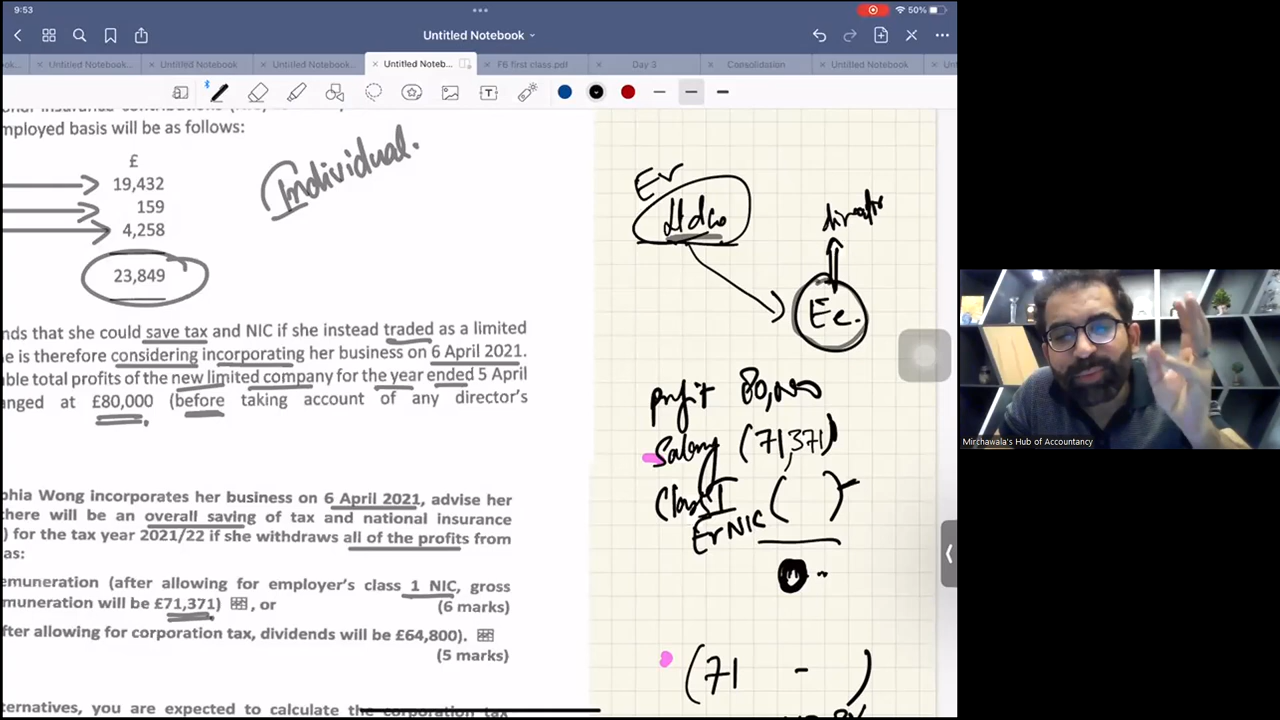 9:53
50%
Untitled Notebook
ok...
Untitled Notebook...
Untitled Notebook
Untitled Notebook
Untitled Noteb...
F6 first class.pdf
Day 3
Consolidation
Untitled Notebook
Un
mployed basis will be as follows:
£
19,432
159
4,258
23,849
Individual.
nds that she could save tax and NIC if she instead traded as a limited
e is therefore considering incorporating her business on 6 April 2021.
ble total profits of the new limited company for the year ended 5 April
anged at £80,000 (before taking account of any director's
phia Wong incorporates her business on 6 April 2021, advise her
there will be an overall saving of tax and national insurance
) for the tax year 2021/22 if she withdraws all of the profits from
as:
emuneration (after allowing for employer's class 1 NIC, gross
muneration will be £71,371) , or (6 marks)
fter allowing for corporation tax, dividends will be £64,800).
(5 marks)
ternatives, you are expected to calculate the corporation tax
Er
Ltd co
director
Ee.
profit 80,000
Salary (71,371)
Class I ( )
Er NIC
0
(71 - )
Mirchawala's Hub of Accountancy